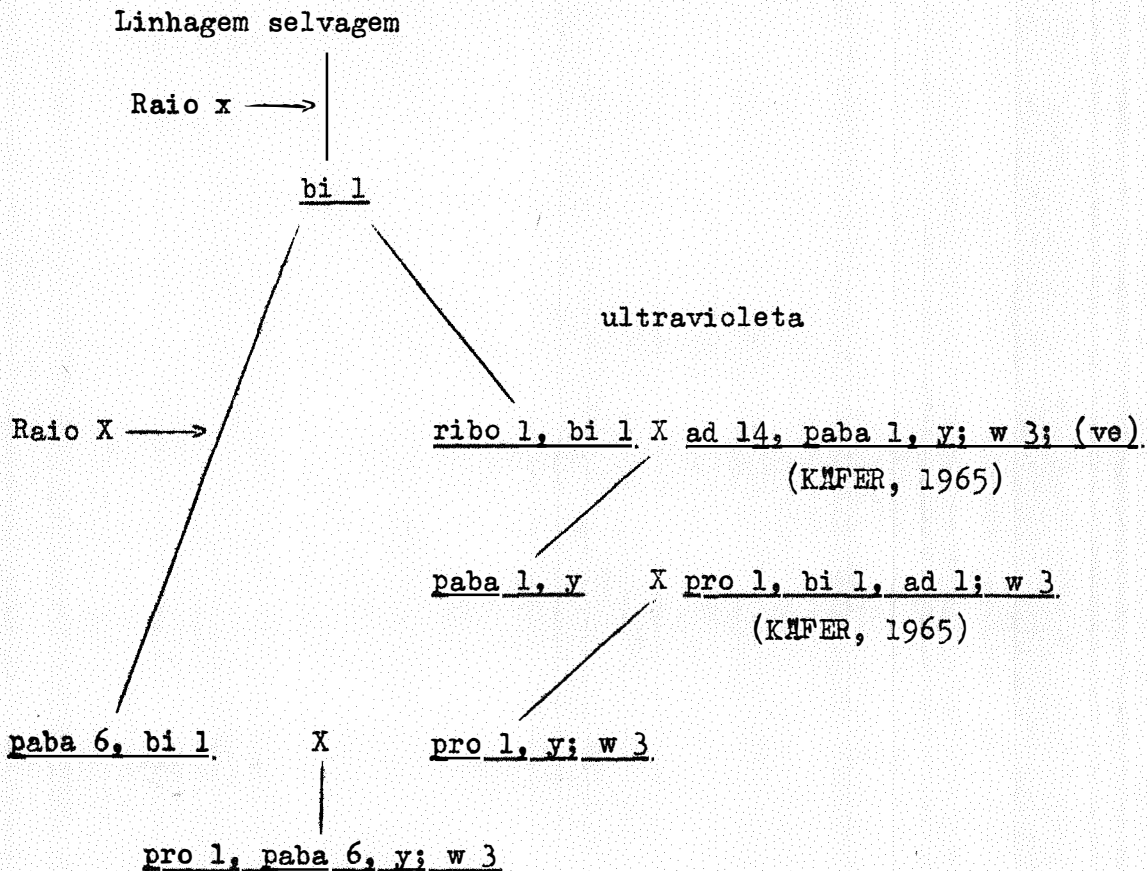 Linhagem selvagem
Raio x
bi 1
ultravioleta
Raio X
ribo 1, bi 1 X ad 14, paba 1, y; w 3; (ve)
(KÄFER, 1965)
paba 1, y X pro 1, bi 1, ad 1; w 3
(KÄFER, 1965)
paba 6, bi 1 X pro 1, y; w 3
pro 1, paba 6, y; w 3